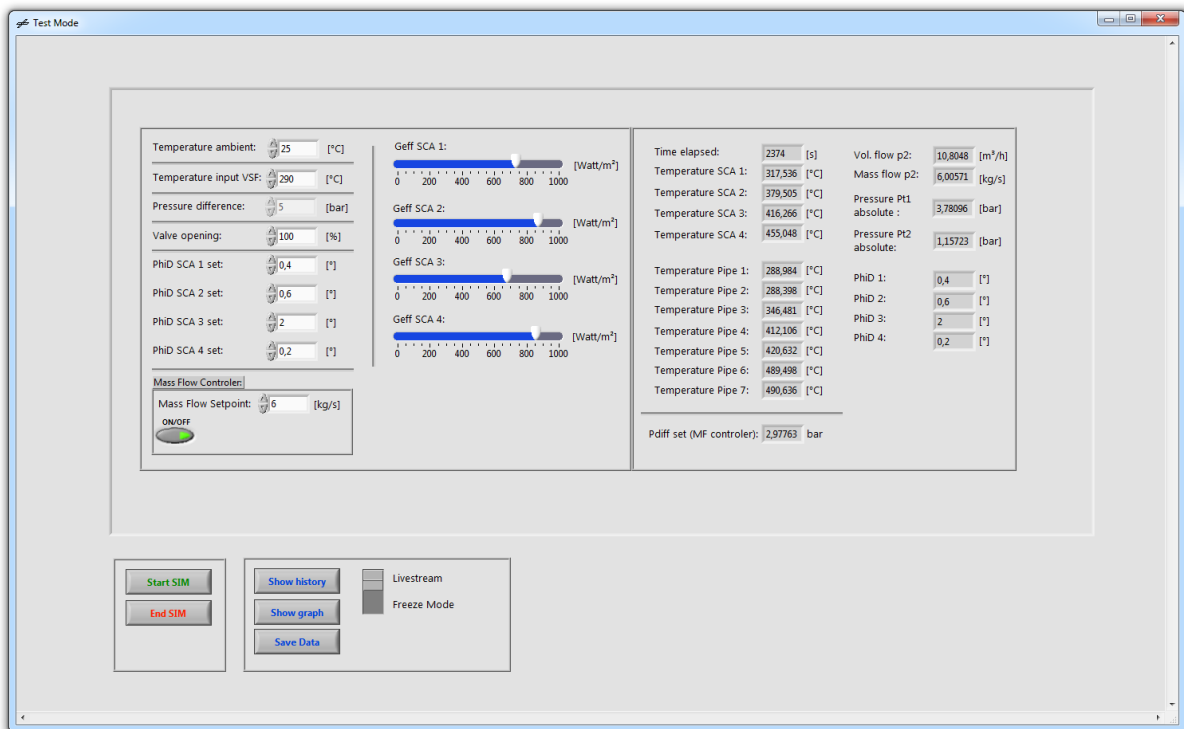 Test Mode
Temperature ambient: 25 [°C]
Temperature input VSF: 290 [°C]
Pressure difference: 5 [bar]
Valve opening: 100 [%]
PhiD SCA 1 set: 0,4 [°]
PhiD SCA 2 set: 0,6 [°]
PhiD SCA 3 set: 2 [°]
PhiD SCA 4 set: 0,2 [°]
Mass Flow Controler:
Mass Flow Setpoint: 6 [kg/s]
ON/OFF
Geff SCA 1:
[Watt/m²]
0 200 400 600 800 1000
Geff SCA 2:
[Watt/m²]
0 200 400 600 800 1000
Geff SCA 3:
[Watt/m²]
0 200 400 600 800 1000
Geff SCA 4:
[Watt/m²]
0 200 400 600 800 1000
Time elapsed: 2374 [s]
Temperature SCA 1: 317,536 [°C]
Temperature SCA 2: 379,505 [°C]
Temperature SCA 3: 416,266 [°C]
Temperature SCA 4: 455,048 [°C]
Temperature Pipe 1: 288,984 [°C]
Temperature Pipe 2: 288,398 [°C]
Temperature Pipe 3: 346,481 [°C]
Temperature Pipe 4: 412,106 [°C]
Temperature Pipe 5: 420,632 [°C]
Temperature Pipe 6: 489,498 [°C]
Temperature Pipe 7: 490,636 [°C]
Pdiff set (MF controler): 2,97763 bar
Vol. flow p2: 10,8048 [m³/h]
Mass flow p2: 6,00571 [kg/s]
Pressure Pt1
absolute : 3,78096 [bar]
Pressure Pt2
absolute: 1,15723 [bar]
PhiD 1: 0,4 [°]
PhiD 2: 0,6 [°]
PhiD 3: 2 [°]
PhiD 4: 0,2 [°]
Start SIM
End SIM
Show history
Show graph
Save Data
Livestream
Freeze Mode